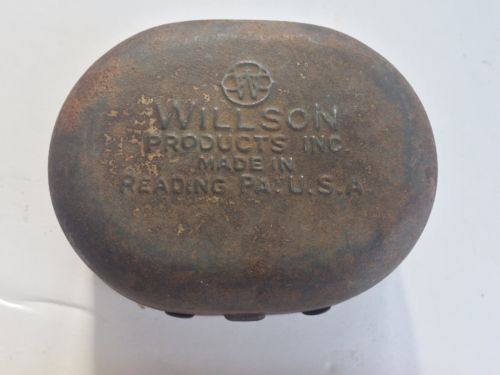 W
WILLSON
PRODUCTS INC.
MADE IN
READING PA. U.S.A.